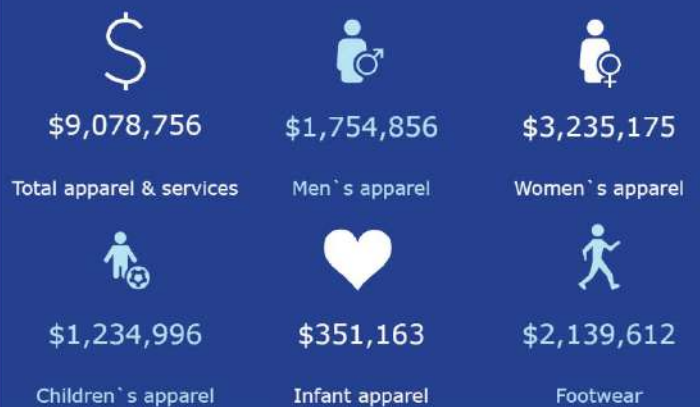 $9,078,756
$1,754,856
$3,235,175
Total apparel & services
Men`s apparel
Women`s apparel
$1,234,996
$351,163
$2,139,612
Children`s apparel
Infant apparel
Footwear